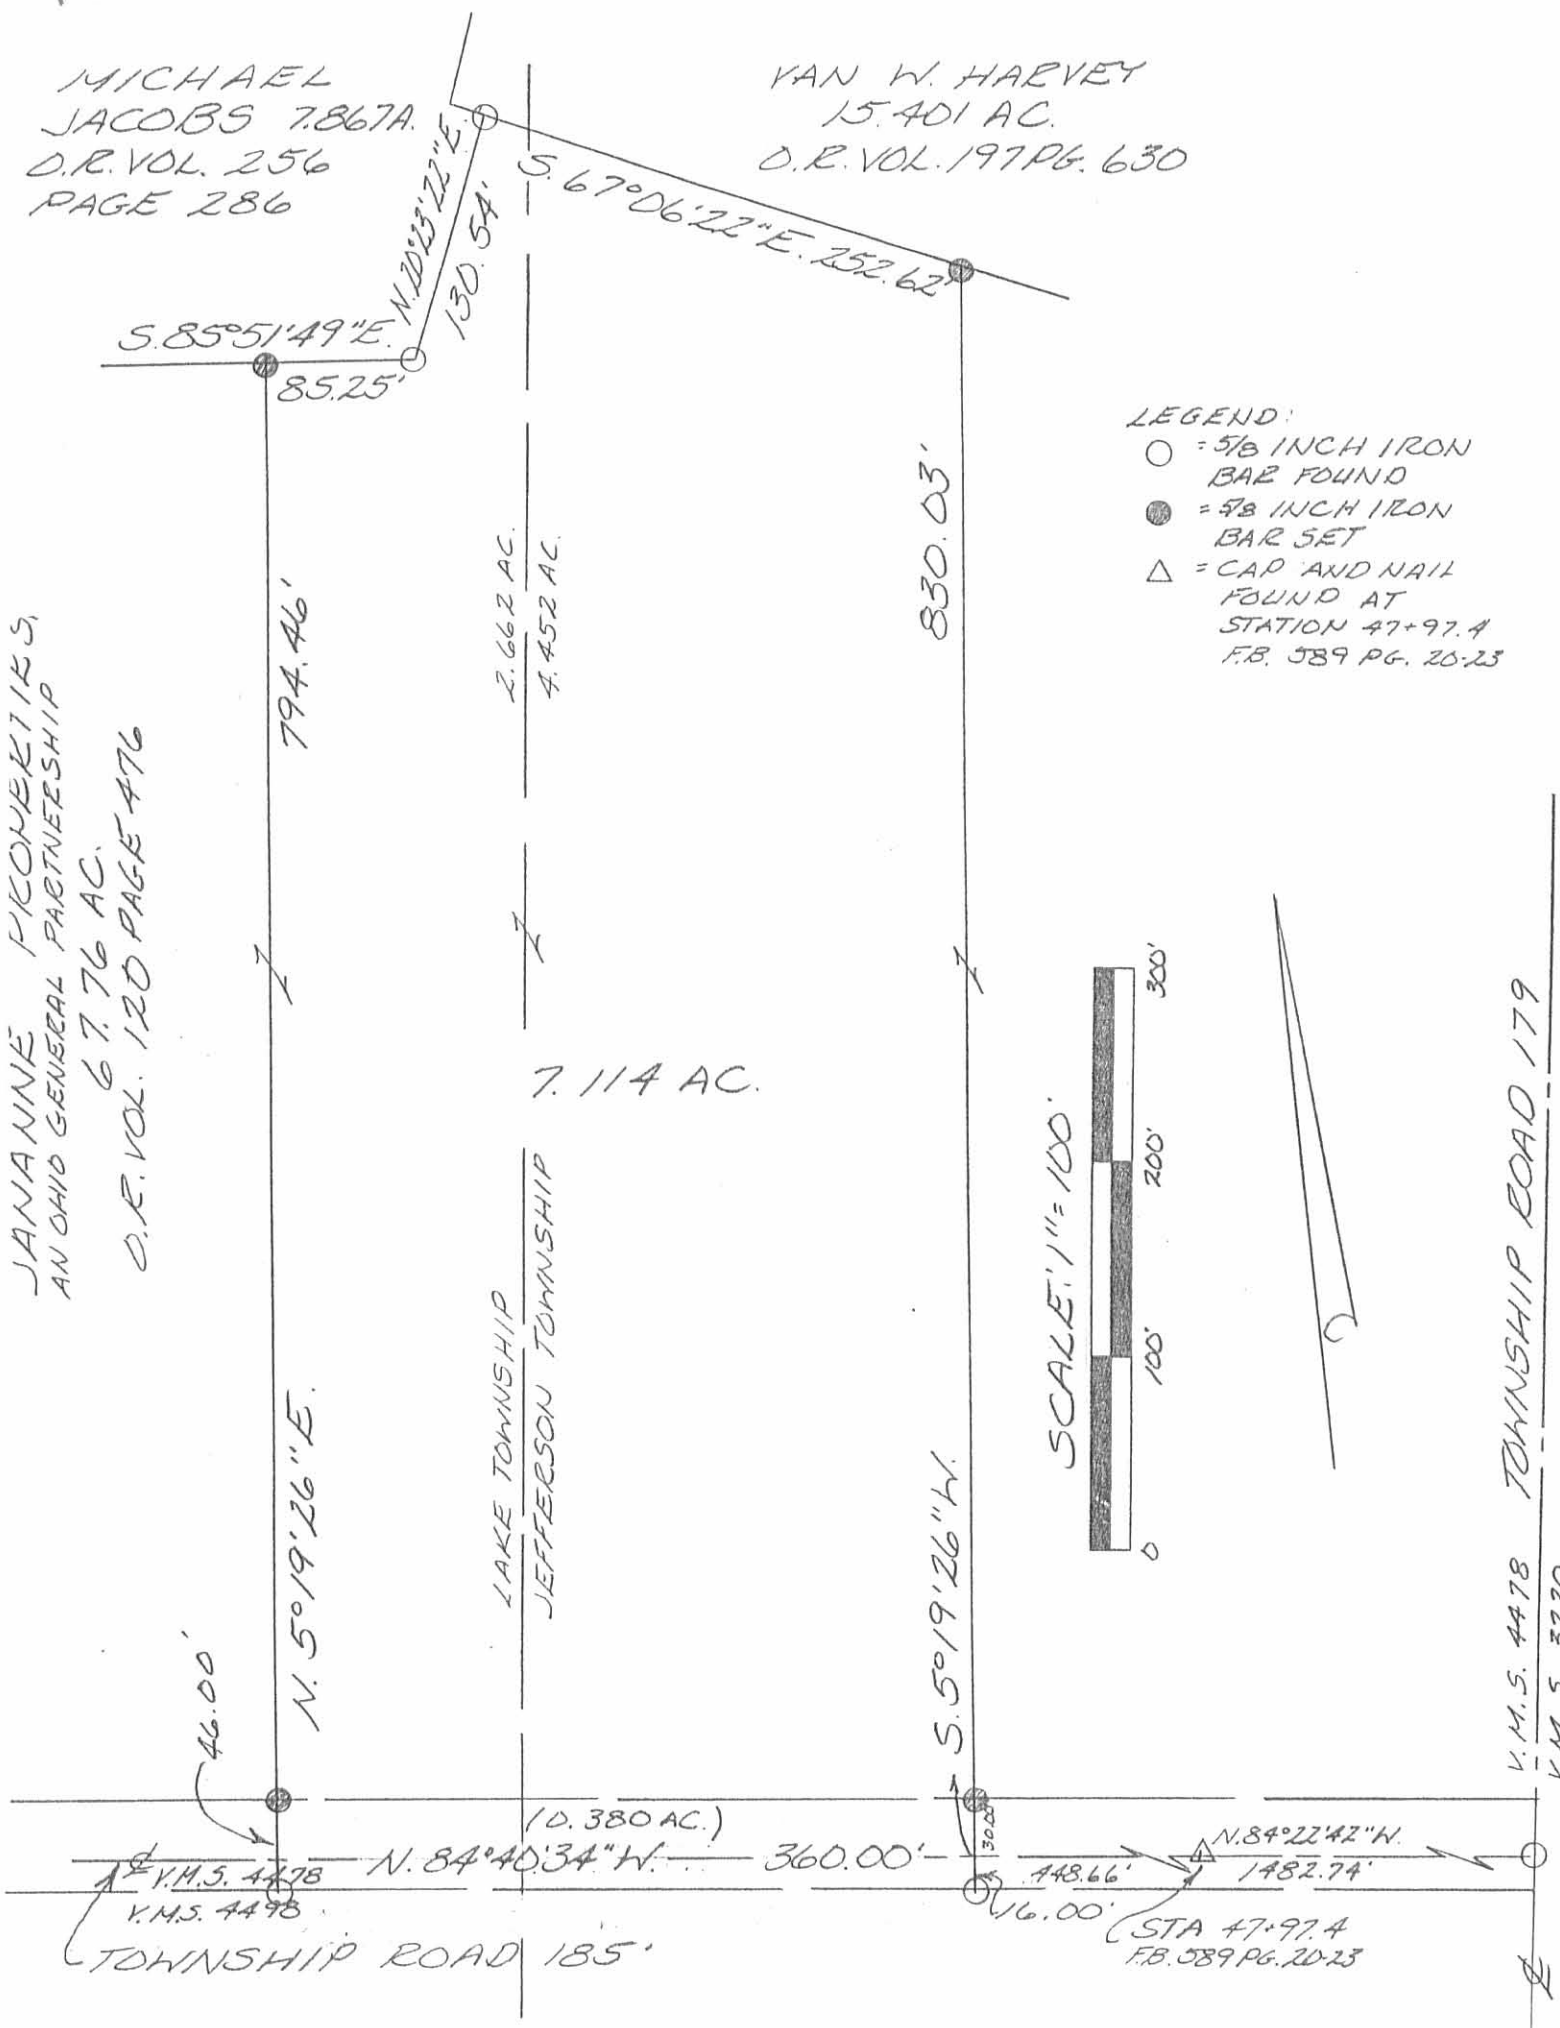 MICHAEL
JACOBS 7.867A.
O.R. VOL. 256
PAGE 286
VAN W. HARVEY
15.401 AC.
O.R. VOL. 197 PG. 630
N. 20°23'22"E.
130.54'
S. 67°06'22"E. 252.62'
S. 85°51'49"E.
85.25'
LEGEND:
= 5/8 INCH IRON
BAR FOUND
= 5/8 INCH IRON
BAR SET
= CAP AND NAIL
FOUND AT
STATION 47+97.4
F.B. 589 PG. 20-23
830.03'
794.46'
2.662 AC.
4.452 AC.
JANANNE
AN OHIO GENERAL PARTNERSHIP
67.76 AC.
O.R. VOL. 120 PAGE 476
7.114 AC.
SCALE: 1"=100'
0
100'
200'
300'
LAKE TOWNSHIP
JEFFERSON TOWNSHIP
N. 5°19'26"E.
S. 5°19'26"W.
46.00'
TOWNSHIP ROAD 179
V.M.S. 4478
V.M.S.
(0.380 AC.)
30.00'
N. 84°40'34"W.
360.00'
N. 84°22'42"W.
448.66'
1482.74'
℄
V.M.S. 4478
V.M.S. 4498
16.00'
STA 47+97.4
F.B. 589 PG. 20-23
TOWNSHIP ROAD 185
℄